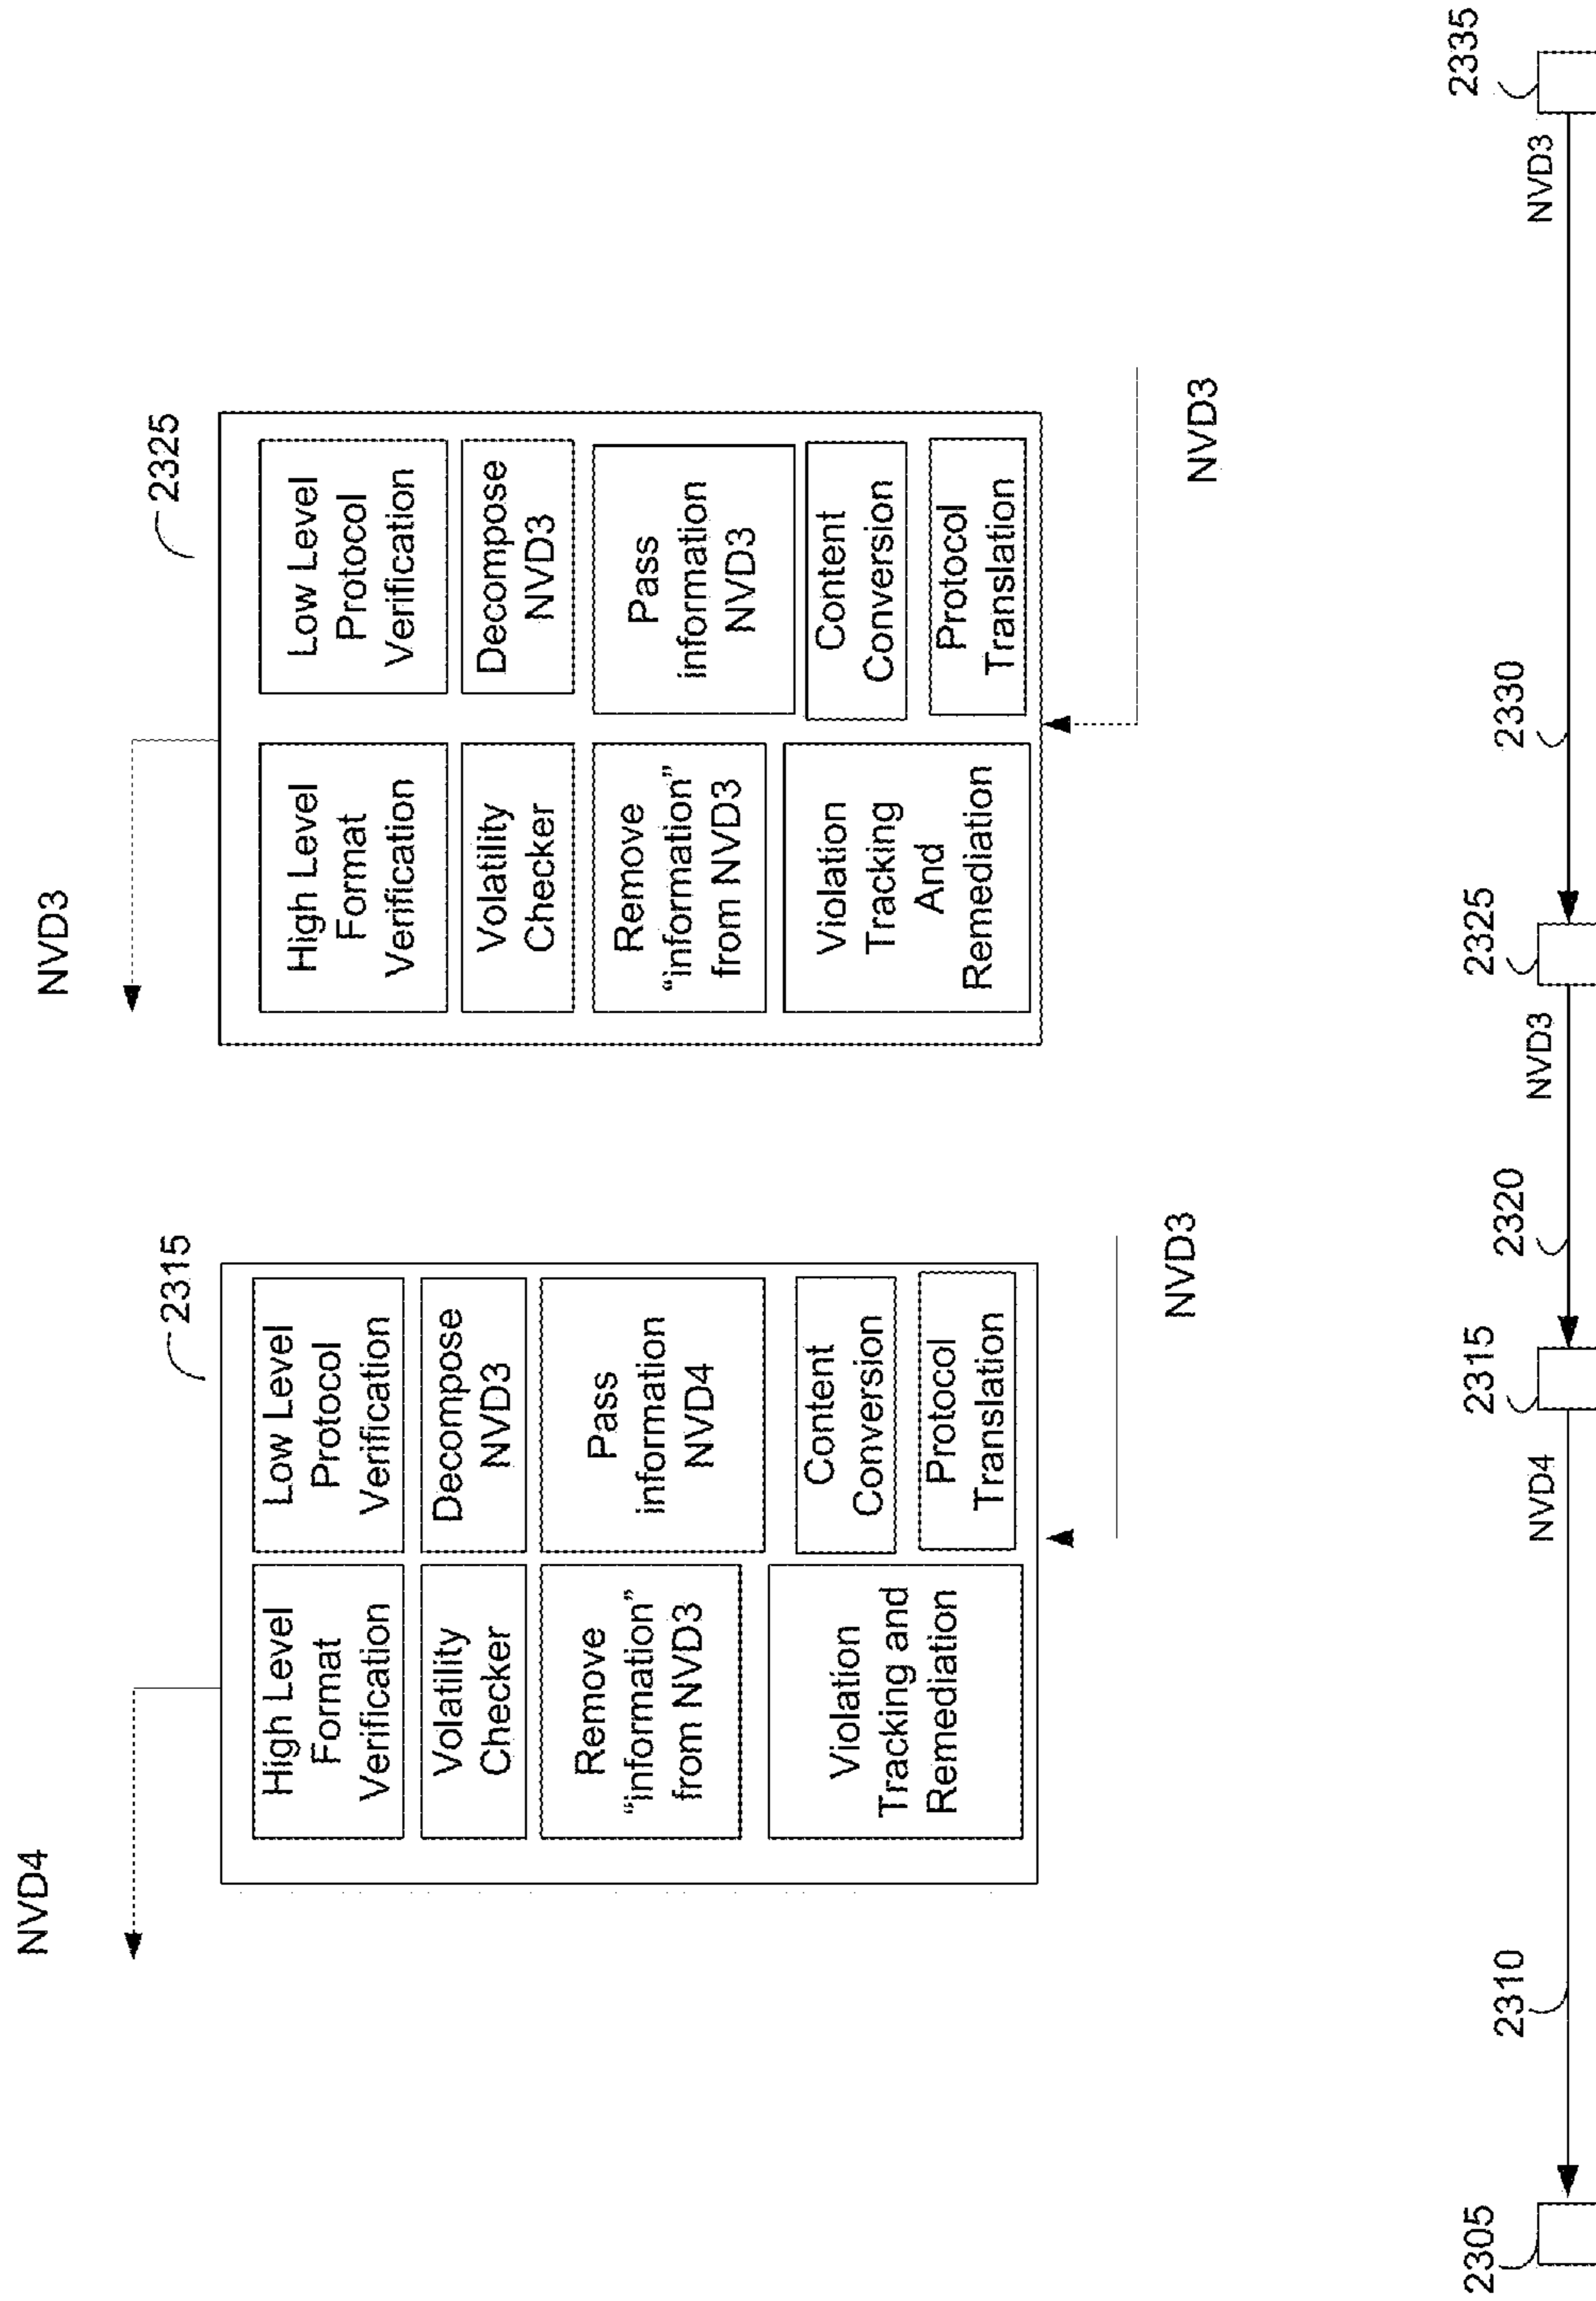 NVD4
2315
High Level
Format
Verification
Low Level
Protocol
Verification
Volatility
Checker
Decompose
NVD3
Remove
“information”
from NVD3
Pass
information
NVD4
Violation
Tracking and
Remediation
Content
Conversion
Protocol
Translation
NVD3
NVD3
2325
High Level
Format
Verification
Low Level
Protocol
Verification
Volatility
Checker
Decompose
NVD3
Remove
“information”
from NVD3
Pass
information
NVD3
Violation
Tracking
And
Remediation
Content
Conversion
Protocol
Translation
NVD3
2305
2310
NVD4
2315
2320
NVD3
2325
2330
NVD3
2335